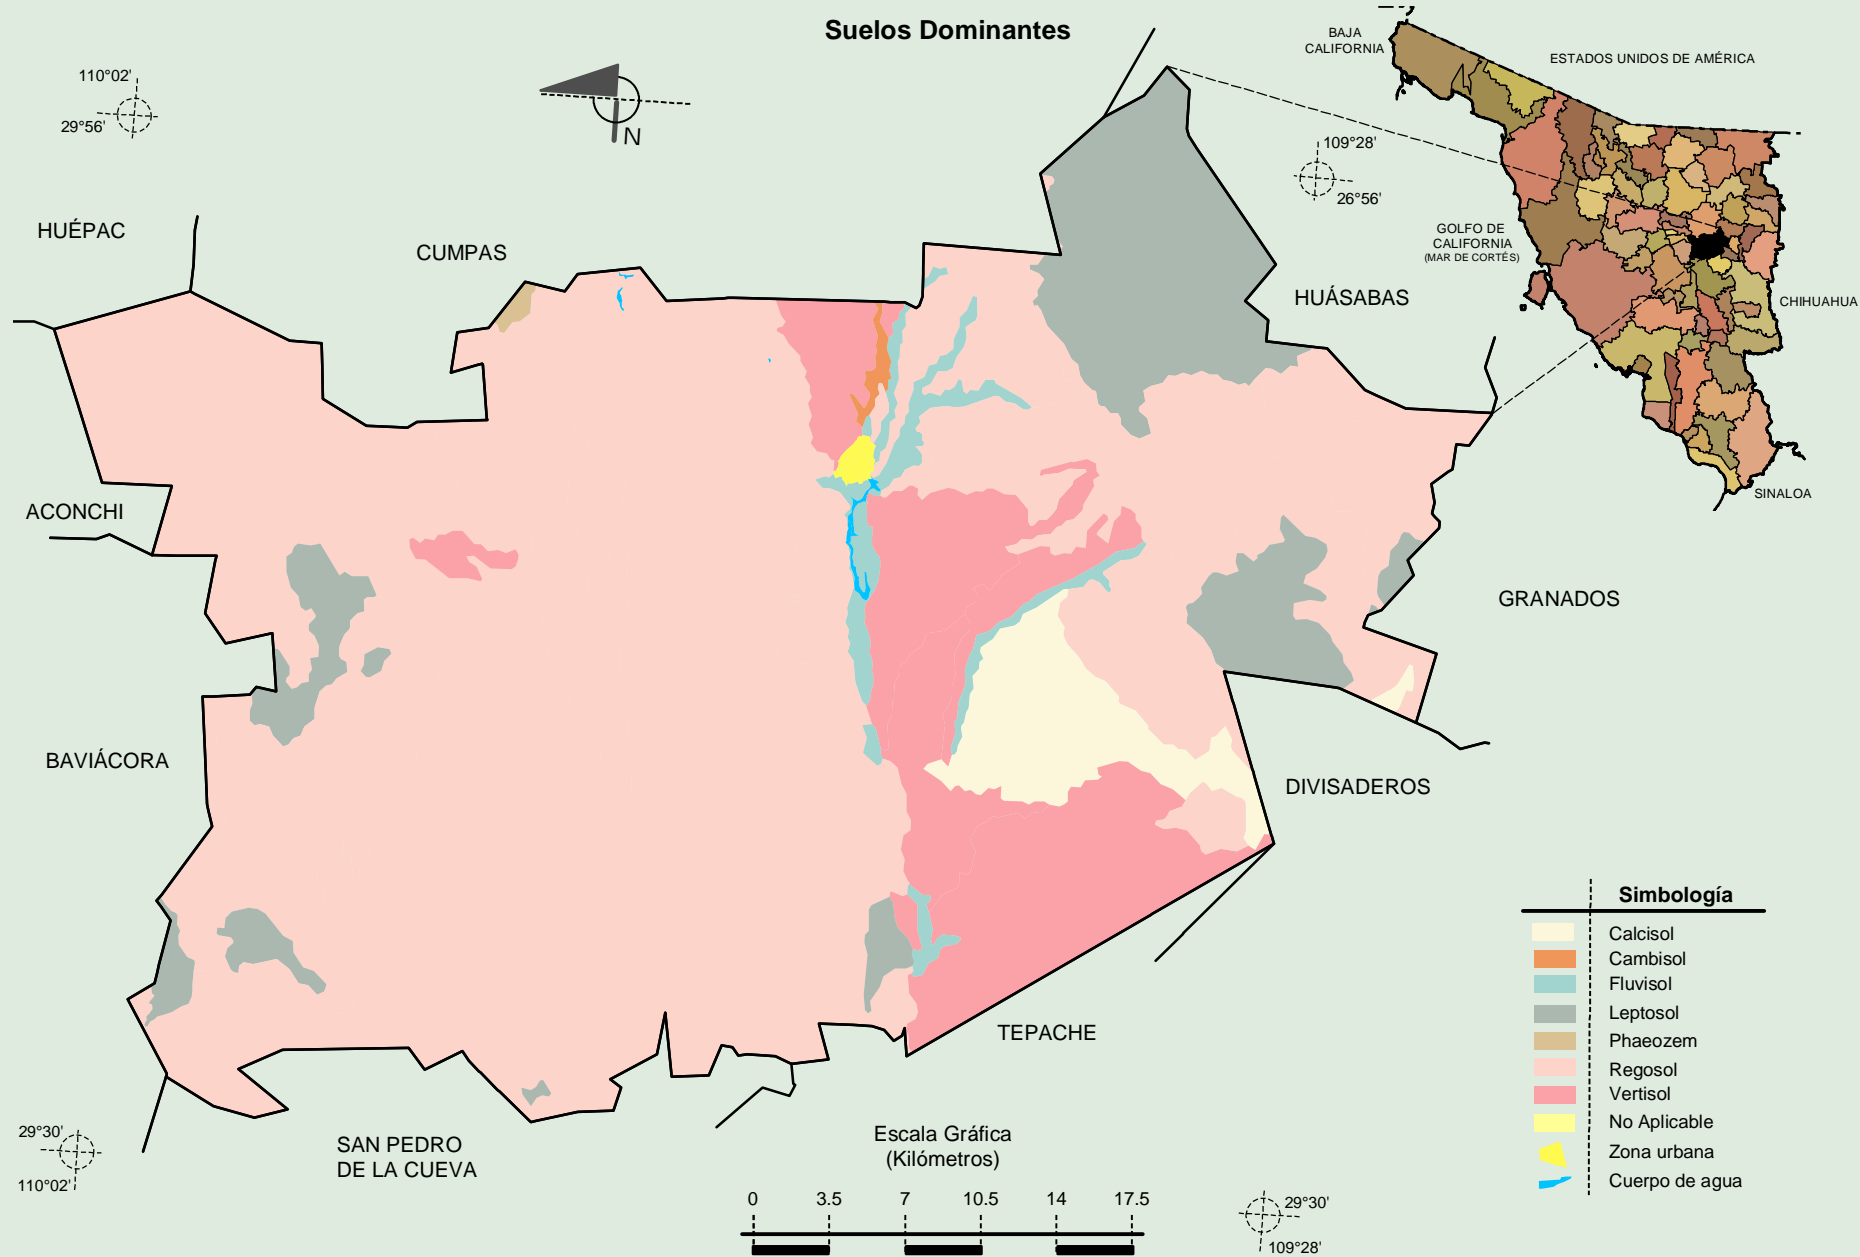 Suelos Dominantes
110°02'
29°56'
N
109°28'
26°56'
BAJA
CALIFORNIA
ESTADOS UNIDOS DE AMÉRICA
GOLFO DE
CALIFORNIA
(MAR DE CORTÉS)
CHIHUAHUA
SINALOA
HUÉPAC
CUMPAS
HUÁSABAS
ACONCHI
GRANADOS
BAVIÁCORA
DIVISADEROS
TEPACHE
SAN PEDRO
DE LA CUEVA
Simbología
Calcisol
Cambisol
Fluvisol
Leptosol
Phaeozem
Regosol
Vertisol
No Aplicable
Zona urbana
Cuerpo de agua
29°30'
110°02'
Escala Gráfica
(Kilómetros)
0 3.5 7 10.5 14 17.5
29°30'
109°28'